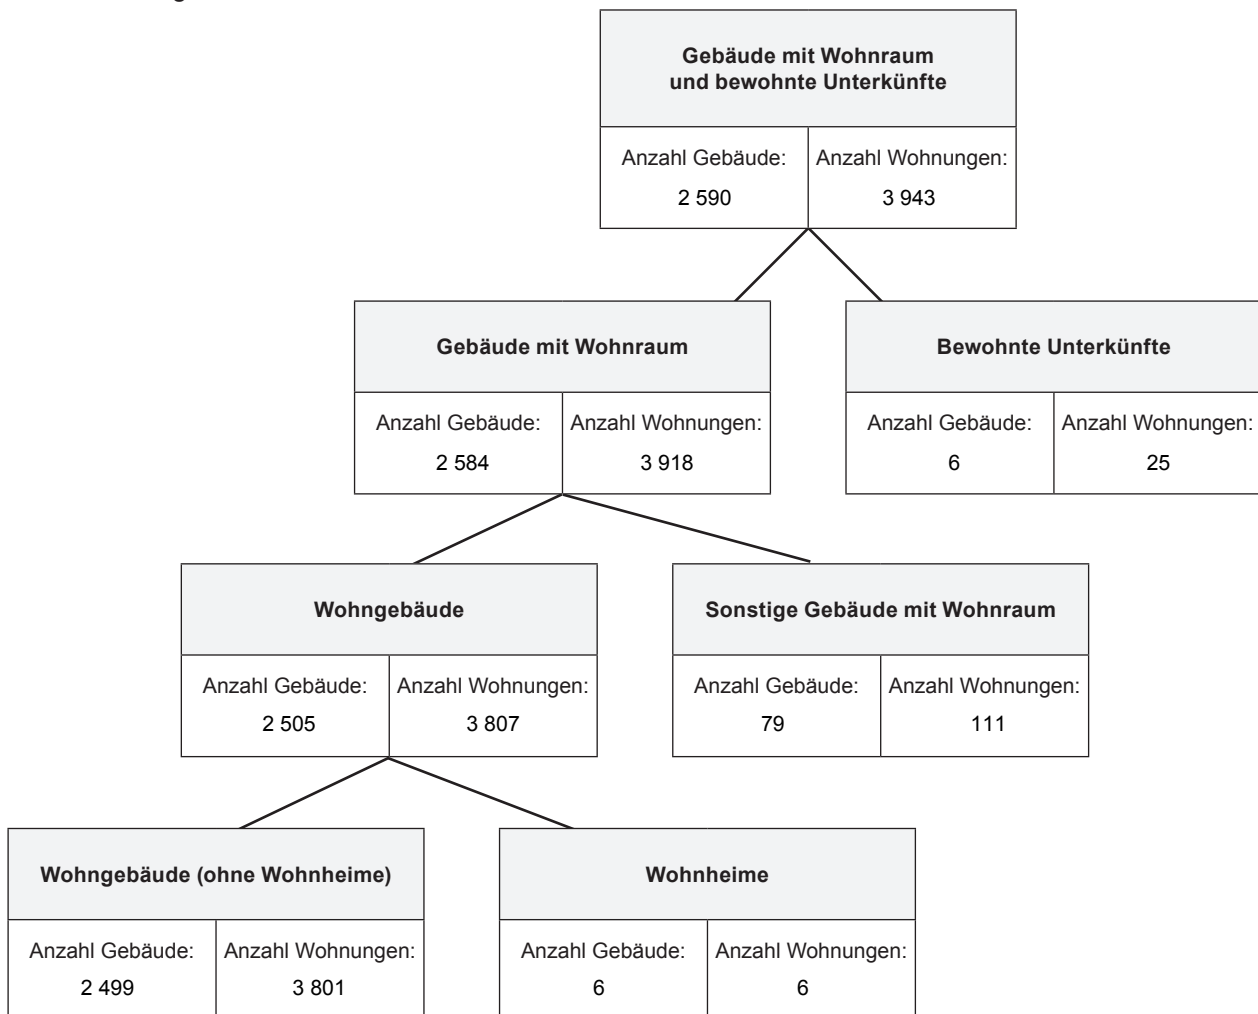 Gebäude mit Wohnraum
und bewohnte Unterkünfte
Anzahl Gebäude: Anzahl Wohnungen:
2 590 3 943
Gebäude mit Wohnraum Bewohnte Unterkünfte
Anzahl Gebäude: Anzahl Wohnungen: Anzahl Gebäude: Anzahl Wohnungen:
2 584 3 918 6 25
Wohngebäude Sonstige Gebäude mit Wohnraum
Anzahl Gebäude: Anzahl Wohnungen: Anzahl Gebäude: Anzahl Wohnungen:
2 505 3 807 79 111
Wohngebäude (ohne Wohnheime) Wohnheime
Anzahl Gebäude: Anzahl Wohnungen: Anzahl Gebäude: Anzahl Wohnungen:
2 499 3 801 6 6